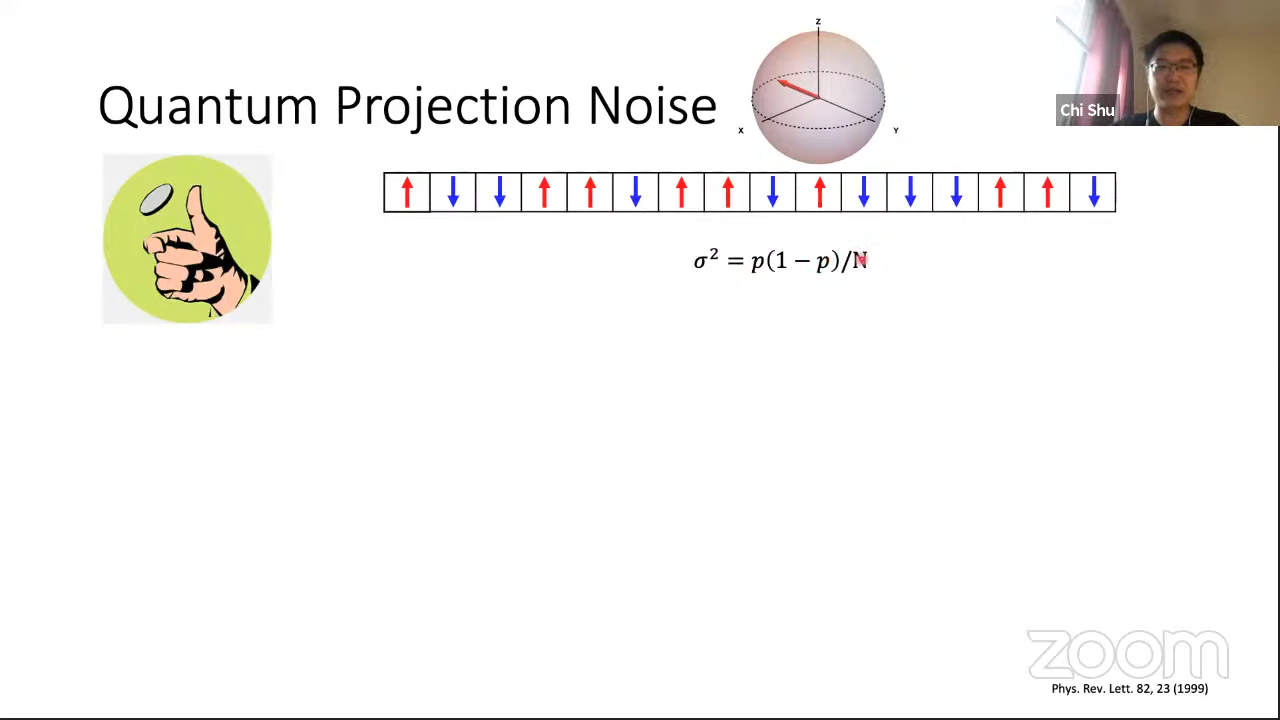 Z
Quantum Projection Noise
X
Y
Chi Shu
σ² = p(1 − p)/N
zoom
Phys. Rev. Lett. 82, 23 (1999)